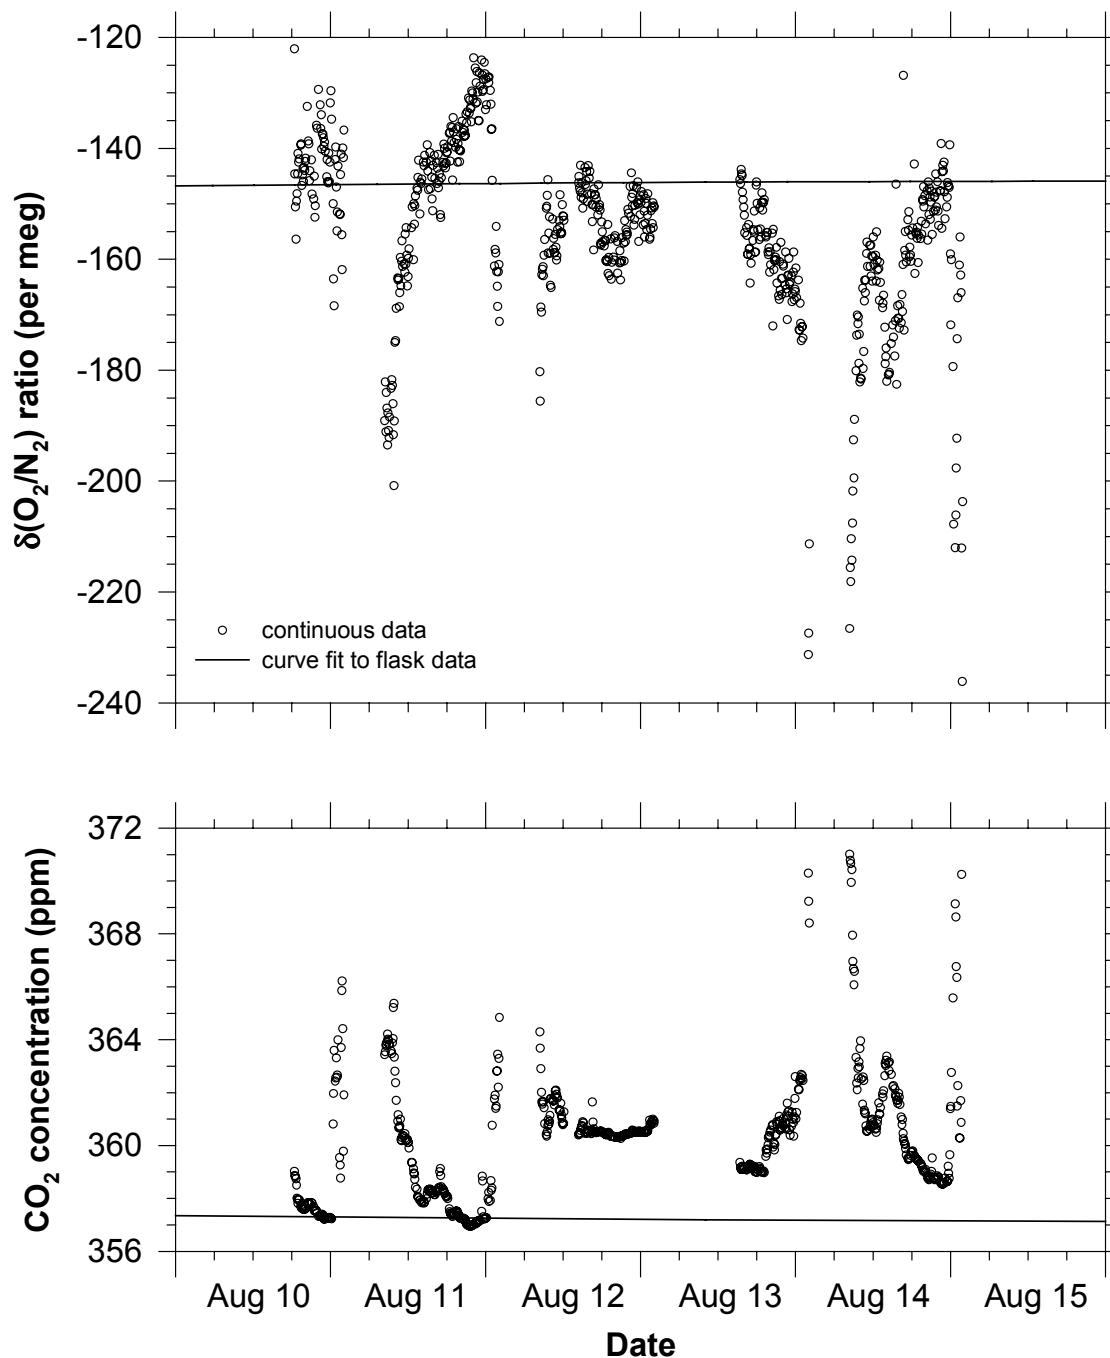 -120
-140
-160
-180
-200
-220
-240
δ(O₂/N₂) ratio (per meg)
continuous data
curve fit to flask data
372
368
364
360
356
CO₂ concentration (ppm)
Aug 10 Aug 11 Aug 12 Aug 13 Aug 14 Aug 15
Date